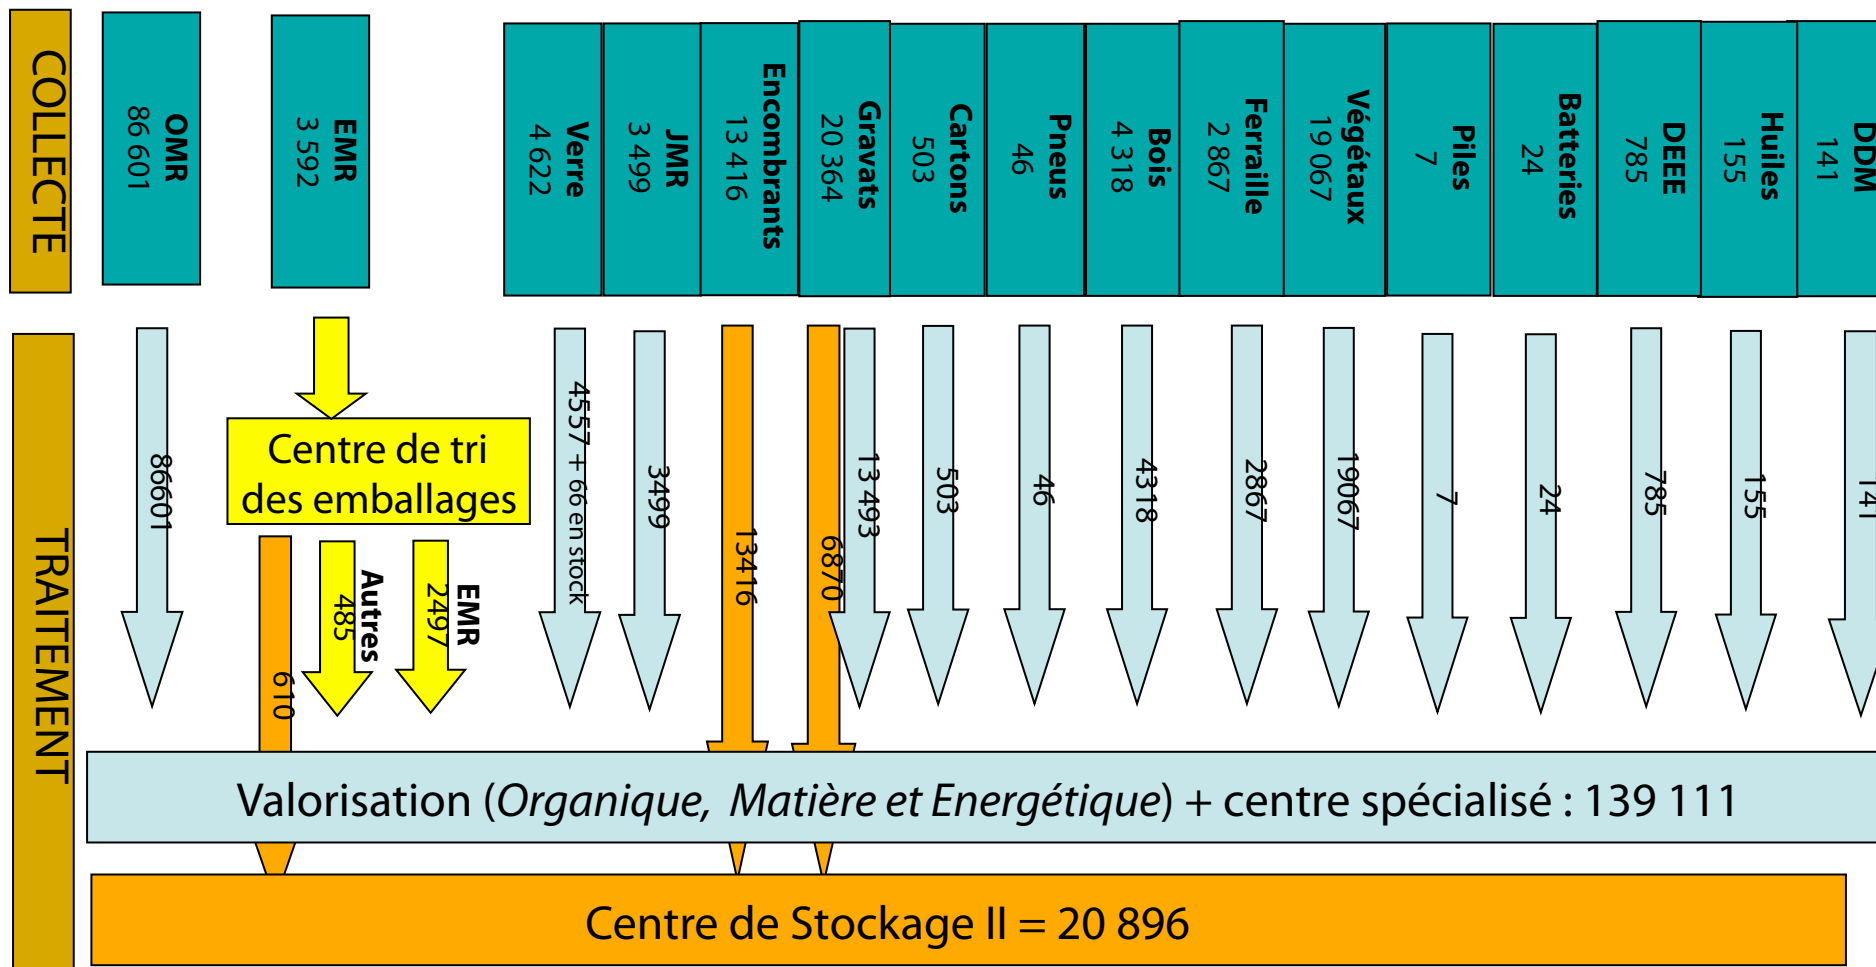 COLLECTE
OMR
86 601
EMR
3 592
Verre
4 622
JMR
3 499
Encombrants
13 416
Gravats
20 364
Cartons
503
Pneus
46
Bois
4 318
Ferraille
2 867
Végétaux
19 067
Piles
7
Batteries
24
DEEE
785
Huiles
155
DDM
141
TRAITEMENT
86601
Centre de tri
des emballages
610
Autres
485
EMR
2497
4557 + 66 en stock
3499
13416
6870
13 493
503
46
4318
2867
19067
7
24
785
155
141
Valorisation (Organique, Matière et Energétique) + centre spécialisé : 139 111
Centre de Stockage II = 20 896